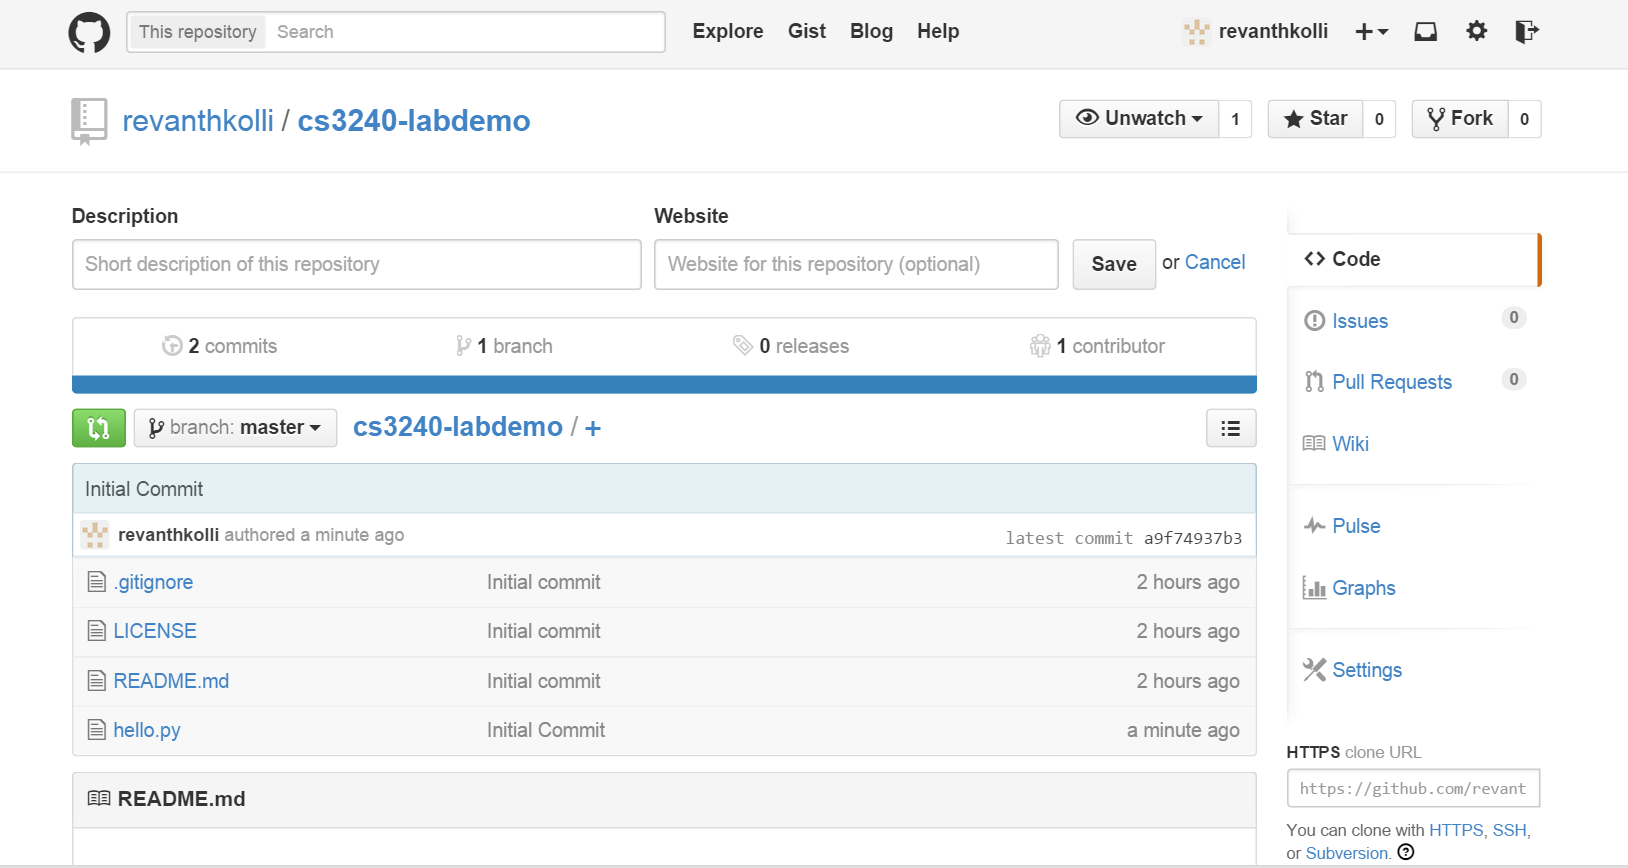 This repository Search Explore Gist Blog Help revanthkolli
revanthkolli / cs3240-labdemo Unwatch 1 Star 0 Fork 0
Description Website
Short description of this repository Website for this repository (optional) Save or Cancel
2 commits 1 branch 0 releases 1 contributor
branch: master cs3240-labdemo / +
Initial Commit
revanthkolli authored a minute ago latest commit a9f74937b3
.gitignore Initial commit 2 hours ago
LICENSE Initial commit 2 hours ago
README.md Initial commit 2 hours ago
hello.py Initial Commit a minute ago
README.md
Code
Issues 0
Pull Requests 0
Wiki
Pulse
Graphs
Settings
HTTPS clone URL
https://github.com/revant
You can clone with HTTPS, SSH,
or Subversion.